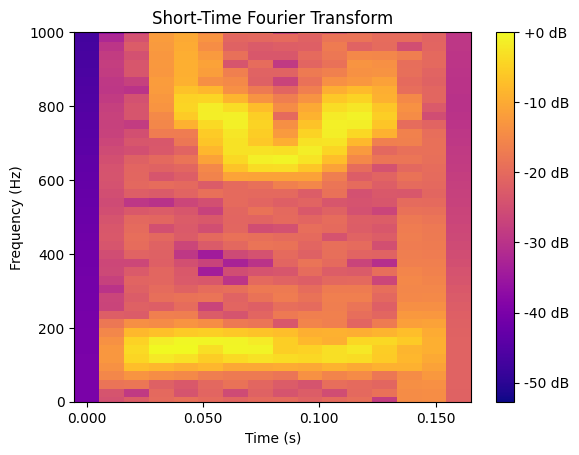 Short-Time Fourier Transform
1000
800
600
400
200
0
Frequency (Hz)
0.000
0.050
0.100
0.150
Time (s)
+0 dB
-10 dB
-20 dB
-30 dB
-40 dB
-50 dB